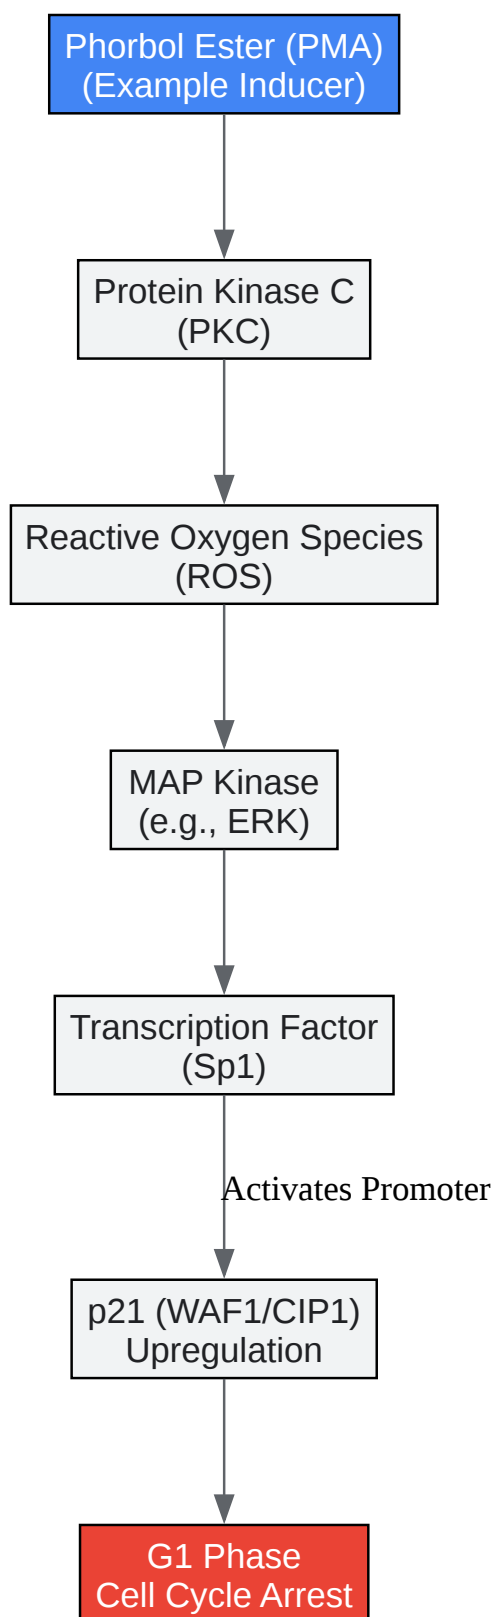 Phorbol Ester (PMA)
(Example Inducer)
Protein Kinase C
(PKC)
Reactive Oxygen Species
(ROS)
MAP Kinase
(e.g., ERK)
Transcription Factor
(Sp1)
Activates Promoter
p21 (WAF1/CIP1)
Upregulation
G1 Phase
Cell Cycle Arrest